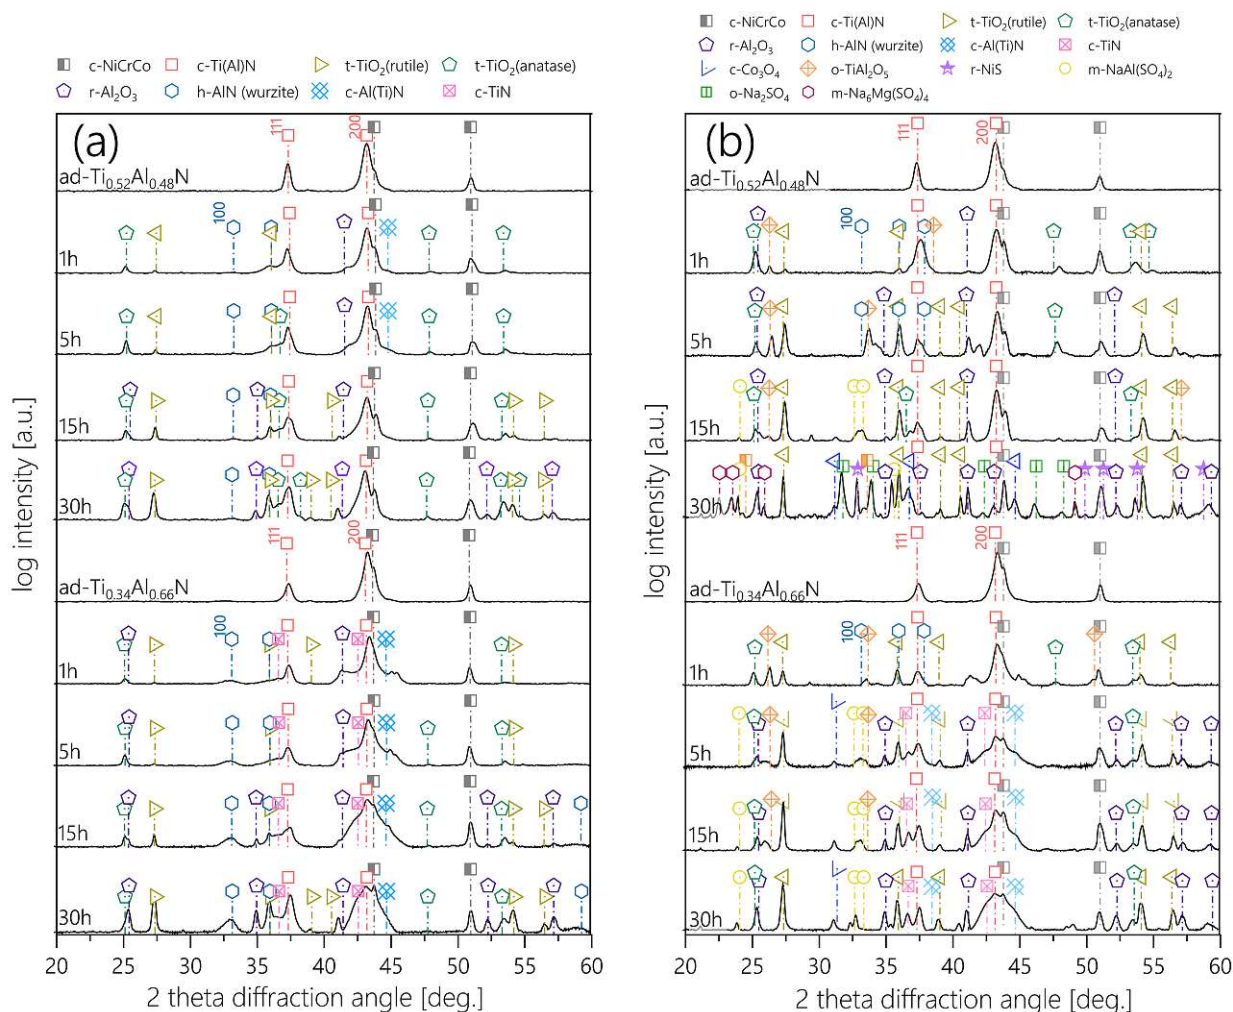 c-NiCrCo c-Ti(Al)N t-TiO2(rutile) t-TiO2(anatase)
r-Al2O3 h-AlN (wurzite) c-Al(Ti)N c-TiN
(a)
111
200
ad-Ti0.52Al0.48N
100
1h
5h
15h
30h
111
200
ad-Ti0.34Al0.66N
100
1h
5h
15h
30h
log intensity [a.u.]
20 25 30 35 40 45 50 55 60
2 theta diffraction angle [deg.]
c-NiCrCo c-Ti(Al)N t-TiO2(rutile) t-TiO2(anatase)
r-Al2O3 h-AlN (wurzite) c-Al(Ti)N c-TiN
c-Co3O4 o-TiAl2O5 r-NiS m-NaAl(SO4)2
o-Na2SO4 m-Na6Mg(SO4)4
(b)
111
200
ad-Ti0.52Al0.48N
100
1h
5h
15h
30h
111
200
ad-Ti0.34Al0.66N
100
1h
5h
15h
30h
log intensity [a.u.]
20 25 30 35 40 45 50 55 60
2 theta diffraction angle [deg.]